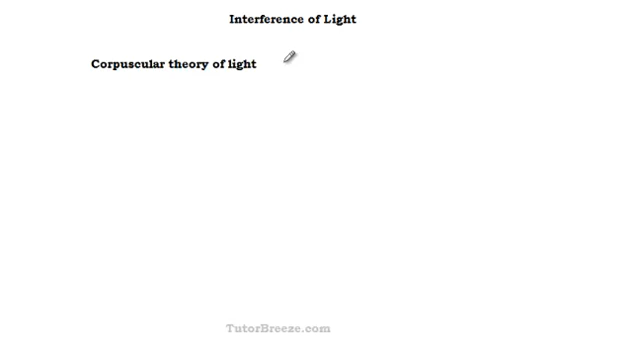 Interference of Light
Corpuscular theory of light
TutorBreeze.com